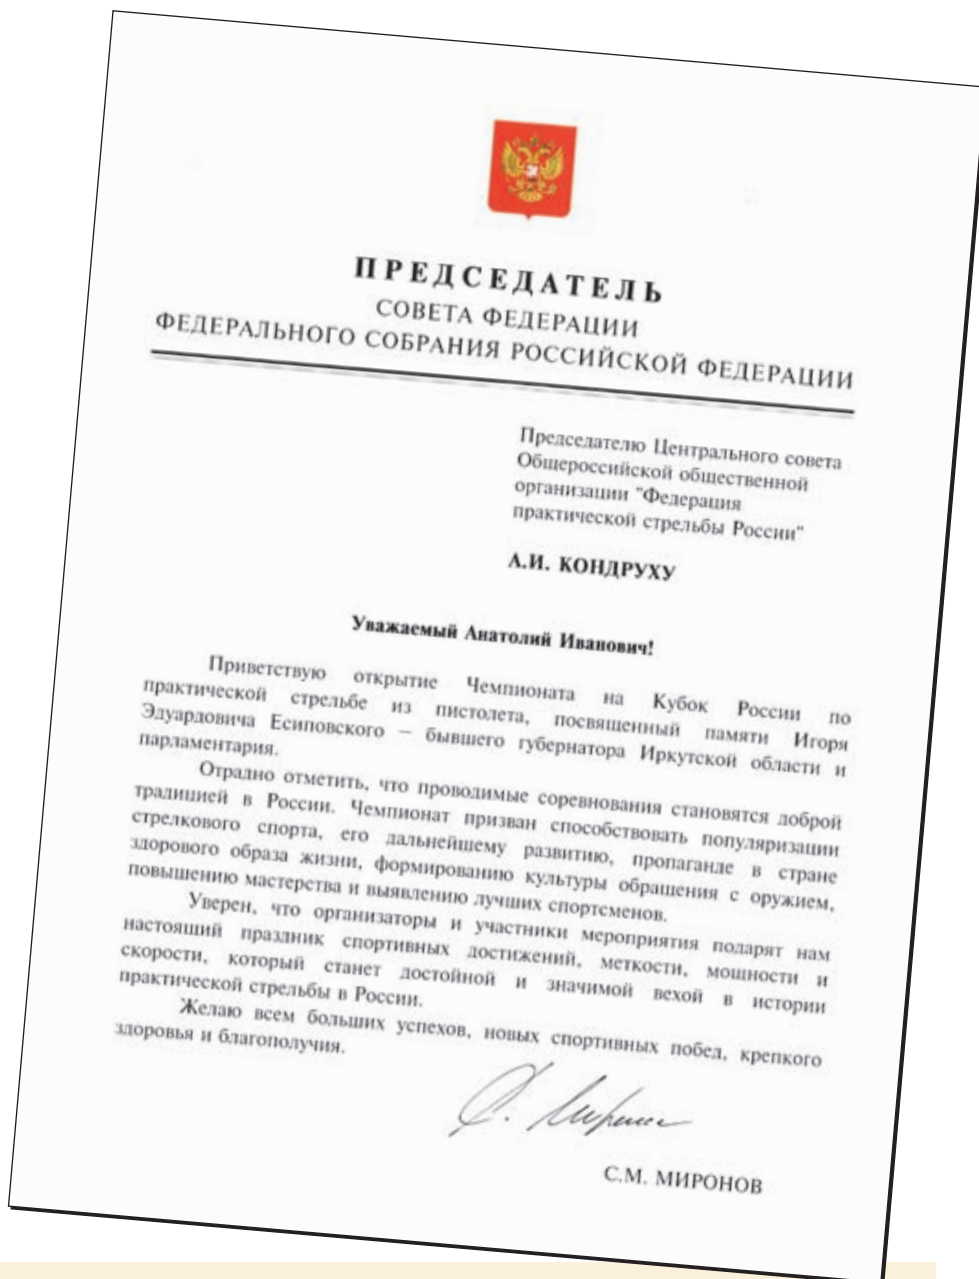 ПРЕДСЕДАТЕЛЬ
СОВЕТА ФЕДЕРАЦИИ
ФЕДЕРАЛЬНОГО СОБРАНИЯ РОССИЙСКОЙ ФЕДЕРАЦИИ
Председателю Центрального совета
Общероссийской общественной
организации "Федерация
практической стрельбы России"
А.И. КОНДРУХУ
Уважаемый Анатолий Иванович!
Приветствую открытие Чемпионата на Кубок России по
практической стрельбе из пистолета, посвященный памяти Игоря
Эдуардовича Есиповского – бывшего губернатора Иркутской области и
парламентария.
Отрадно отметить, что проводимые соревнования становятся доброй
традицией в России. Чемпионат призван способствовать популяризации
стрелкового спорта, его дальнейшему развитию, пропаганде в стране
здорового образа жизни, формированию культуры обращения с оружием,
повышению мастерства и выявлению лучших спортсменов.
Уверен, что организаторы и участники мероприятия подарят нам
настоящий праздник спортивных достижений, меткости, мощности и
скорости, который станет достойной и значимой вехой в истории
практической стрельбы в России.
Желаю всем больших успехов, новых спортивных побед, крепкого
здоровья и благополучия.
С.М. МИРОНОВ